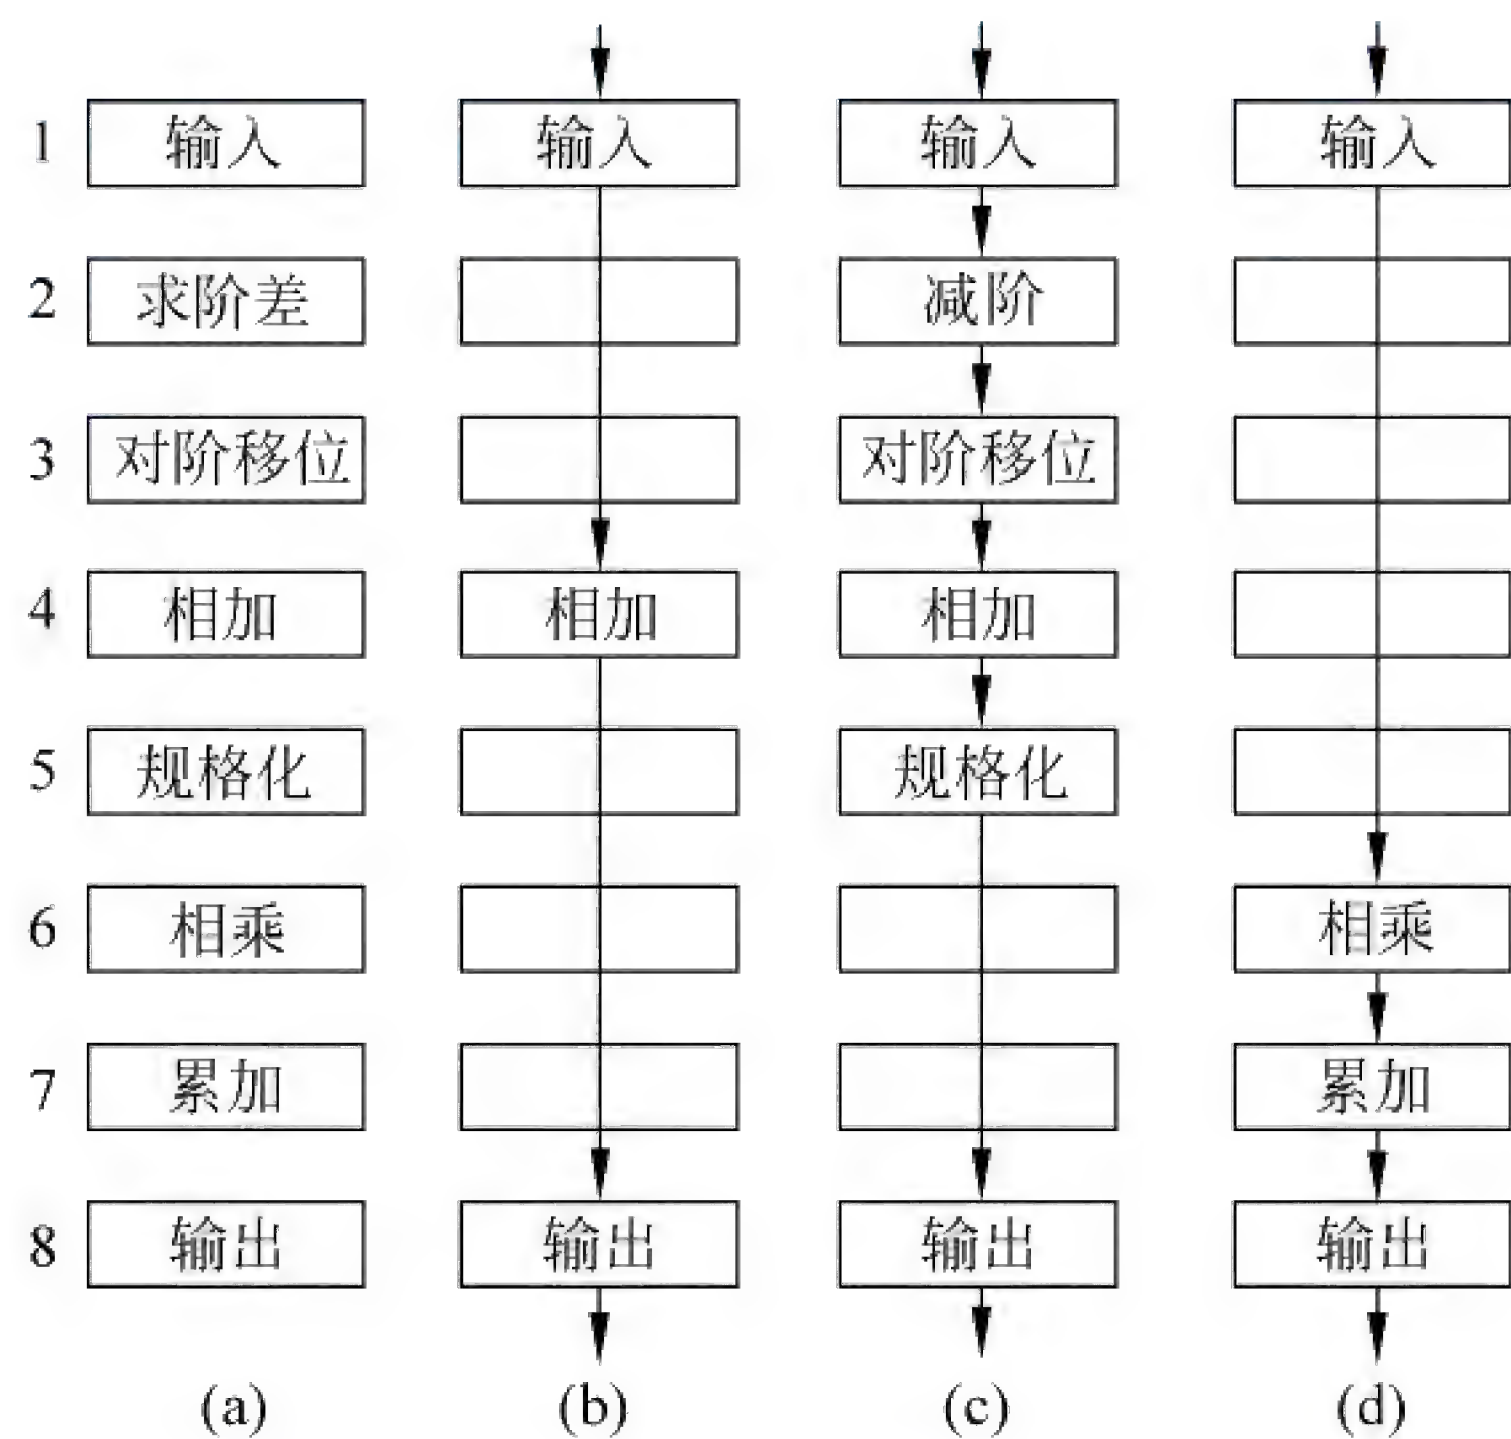 1 输入 输入 输入 输入
2 求阶差 减阶
3 对阶移位 对阶移位
4 相加 相加 相加
5 规格化 规格化
6 相乘 相乘
7 累加 累加
8 输出 输出 输出 输出
(a) (b) (c) (d)